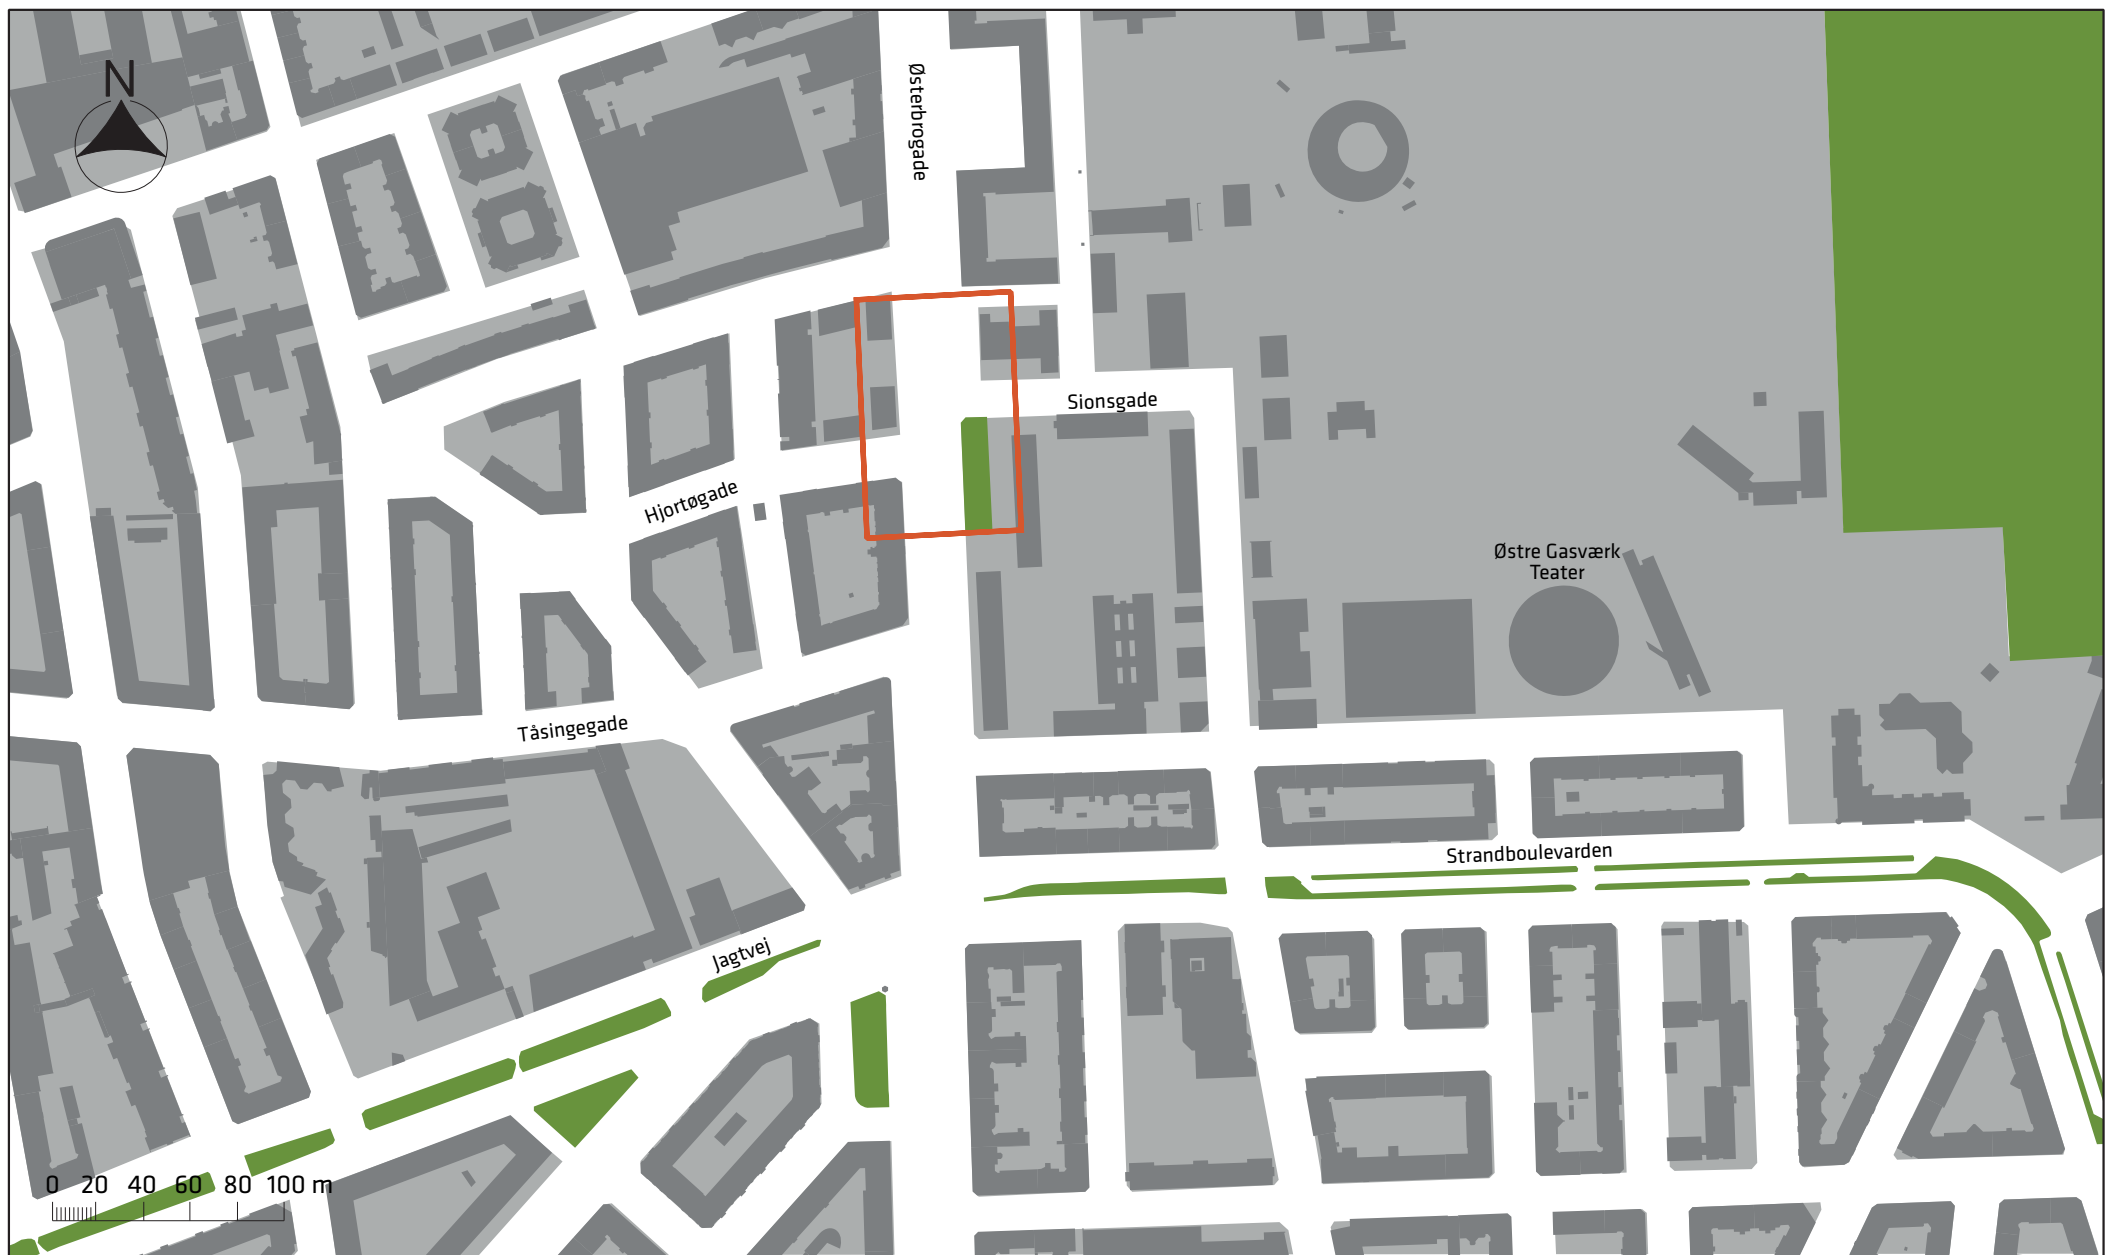 N
Østerbrogade
Sionsgade
Hjortøgade
Østre Gasværk
Teater
Tåsingegade
Strandboulevarden
Jagtvej
0 20 40 60 80 100 m